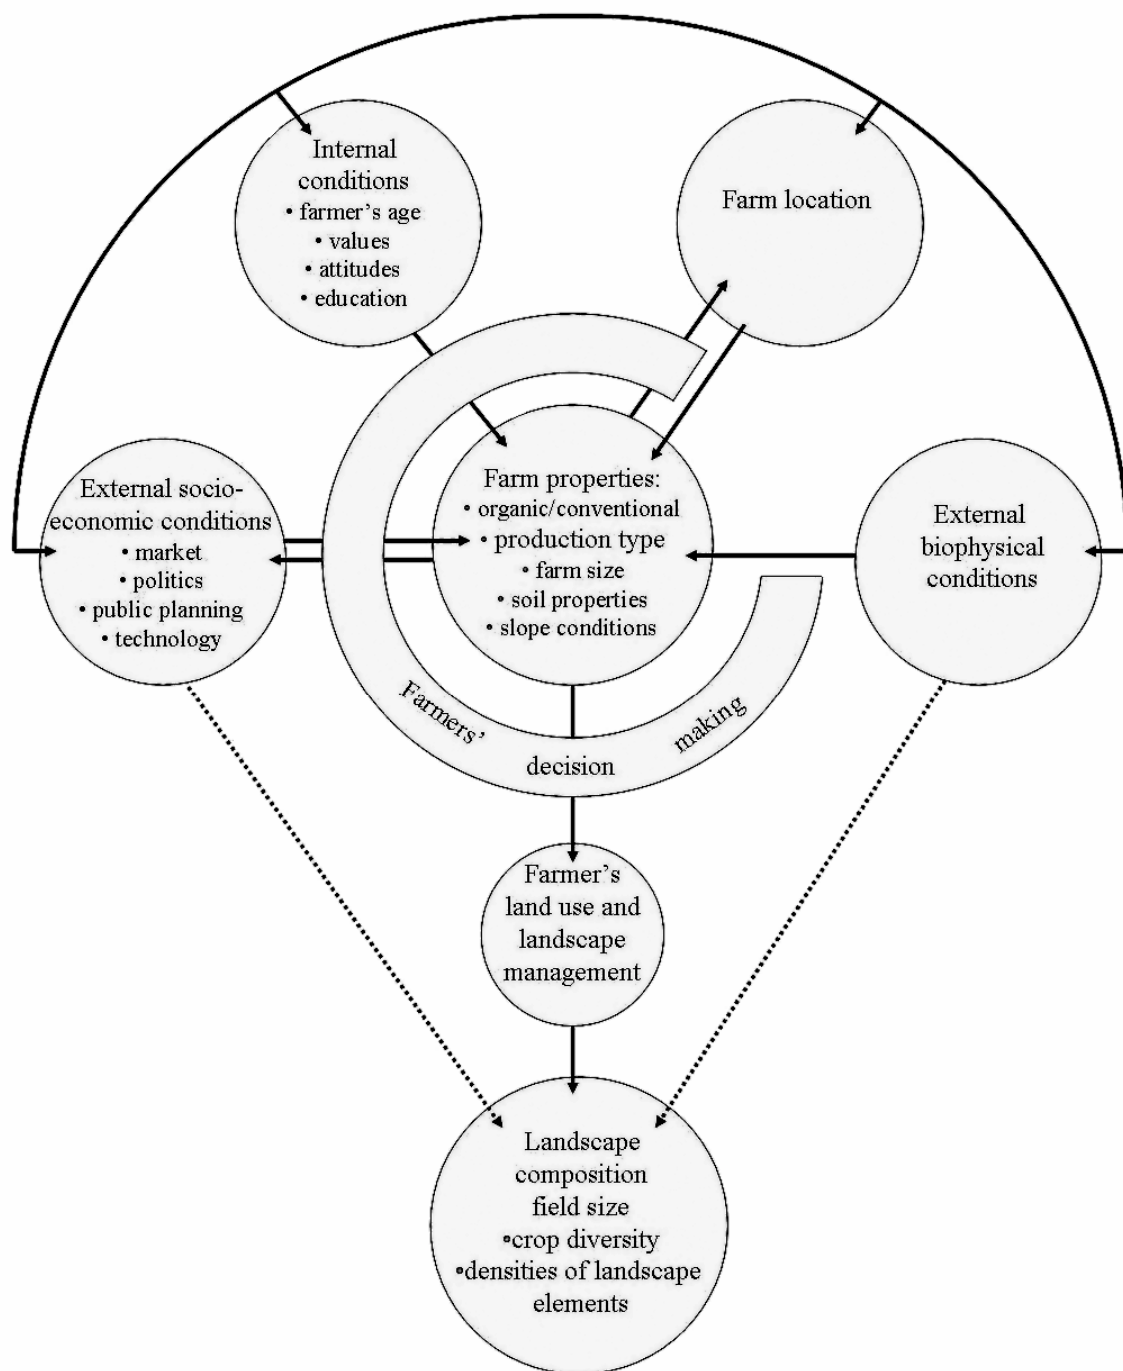 Internal
conditions
• farmer's age
• values
• attitudes
• education
Farm location
External socio-
economic conditions
• market
• politics
• public planning
• technology
Farm properties:
• organic/conventional
• production type
• farm size
• soil properties
• slope conditions
External
biophysical
conditions
Farmers'
decision
making
Farmer's
land use and
landscape
management
Landscape
composition
field size
•crop diversity
•densities of landscape
elements